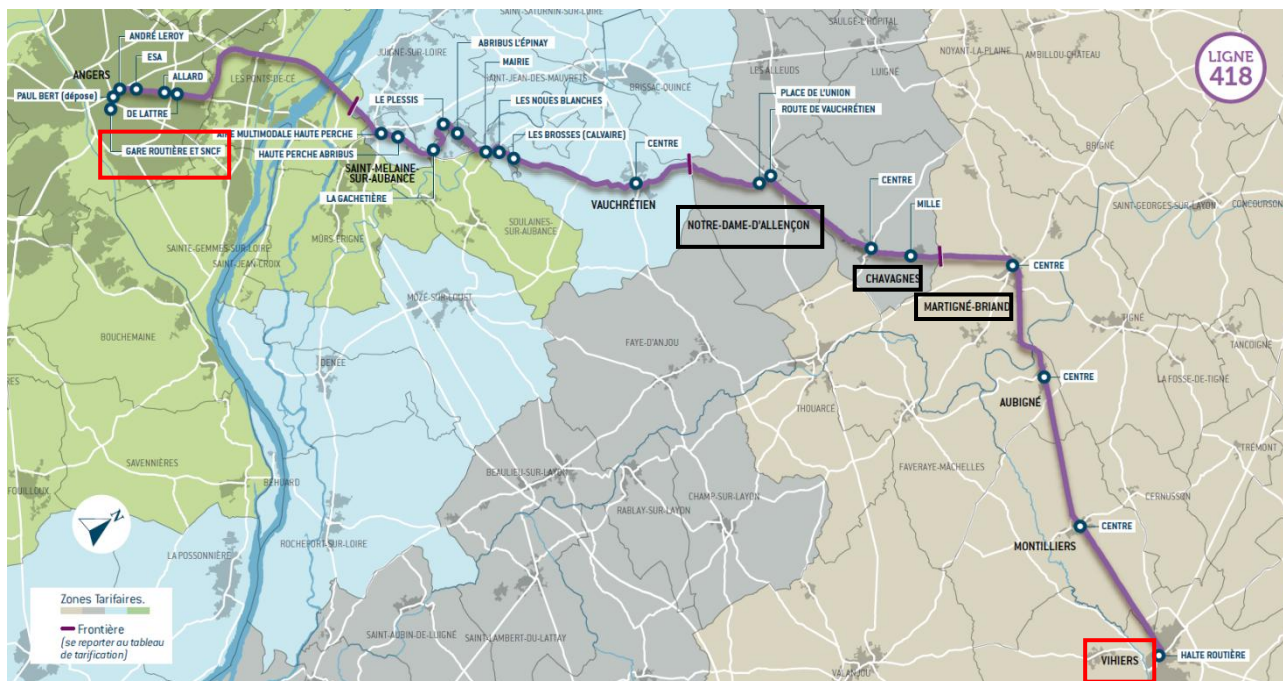 SAINT-SATURNIN-SUR-LOIRE
SAULGÉ-L'HÔPITAL
ANDRÉ LEROY
ABRIBUS L'ÉPINAY
LIGNE
418
ESA
JUIGNÉ-SUR-LOIRE
MAIRIE
NOYANT-LA-PLAINE
AMBILLOU-CHÂTEAU
ANGERS
ALLARD
LES PONTS-DE-CÉ
SAINT-JEAN-DES-MAUVRETS
BRISSAC-QUINCÉ
LES ALLEUDS
LUIGNÉ
PAUL BERT (dépose)
LE PLESSIS
LES NOUES BLANCHES
PLACE DE L'UNION
DE LATTRE
ROUTE DE VAUCHRÉTIEN
AIRE MULTIMODALE HAUTE PERCHE
LES BROSSES (CALVAIRE)
GARE ROUTIÈRE ET SNCF
HAUTE PERCHE ABRIBUS
CENTRE
BRIGNÉ
SAINT-MELAINE-
SUR-AUBANCE
CENTRE
LA GACHETIÈRE
VAUCHRÉTIEN
MILLE
SAINT-GEORGES-SUR-LAYON
CONCOURSON
NOTRE-DAME-D'ALLENÇON
SOULAINES-
SUR-AUBANCE
SAINTE-GEMMES-SUR-LOIRE
MÛRS-ÉRIGNÉ
SAINT-JEAN-CROIX
CENTRE
CHAVAGNES
MOZÉ-SUR-LOUET
MARTIGNÉ-BRIAND
BOUCHEMAINE
TIGNÉ
FAYE-D'ANJOU
TANCOIGNÉ
DENÉE
CENTRE
LA FOSSE-DE-TIGNÉ
THOUARCÉ
AUBIGNÉ
TRÉMONT
SAVENNIÈRES
FAVERAYE-MÂCHELLES
BEAULIEU-SUR-LAYON
BÉHUARD
CHAMP-SUR-LAYON
CERNUSSON
RABLAY-SUR-LAYON
N
CENTRE
ROCHEFORT-SUR-LOIRE
MONTILLIERS
LA POSSONNIÈRE
Zones Tarifaires.
Frontière
(se reporter au tableau
de tarification)
SAINT-AUBIN-DE-LUIGNÉ
SAINT-LAMBERT-DU-LATTAY
VIHIERS
HALTE ROUTIÈRE
VALANJOU